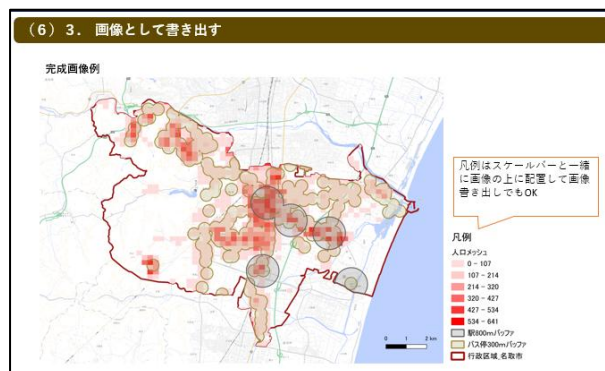 (6)3. 画像として書き出す
完成画像例
凡例はスケールバーと一緒
に画像の上に配置して画像
書き出しでもOK
凡例
人口メッシュ
0 - 107
107 - 214
214 - 320
320 - 427
427 - 534
534 - 641
駅800mバッファ
バス停300mバッファ
行政区域_名取市
0 1 2 km